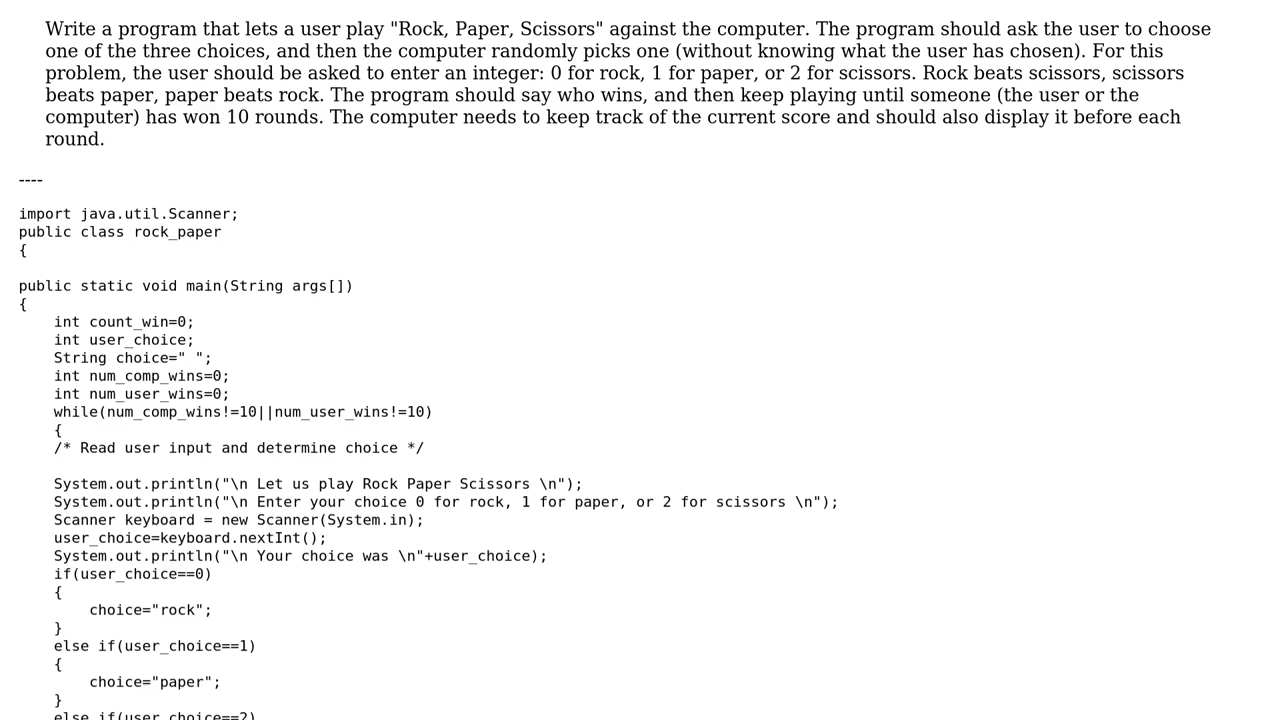 Write a program that lets a user play "Rock, Paper, Scissors" against the computer. The program should ask the user to choose
one of the three choices, and then the computer randomly picks one (without knowing what the user has chosen). For this
problem, the user should be asked to enter an integer: 0 for rock, 1 for paper, or 2 for scissors. Rock beats scissors, scissors
beats paper, paper beats rock. The program should say who wins, and then keep playing until someone (the user or the
computer) has won 10 rounds. The computer needs to keep track of the current score and should also display it before each
round.
----
import java.util.Scanner;
public class rock_paper
{
public static void main(String args[])
{
    int count_win=0;
    int user_choice;
    String choice=" ";
    int num_comp_wins=0;
    int num_user_wins=0;
    while(num_comp_wins!=10||num_user_wins!=10)
    {
    /* Read user input and determine choice */
    System.out.println("\n Let us play Rock Paper Scissors \n");
    System.out.println("\n Enter your choice 0 for rock, 1 for paper, or 2 for scissors \n");
    Scanner keyboard = new Scanner(System.in);
    user_choice=keyboard.nextInt();
    System.out.println("\n Your choice was \n"+user_choice);
    if(user_choice==0)
    {
        choice="rock";
    }
    else if(user_choice==1)
    {
        choice="paper";
    }
    else if(user_choice==2)